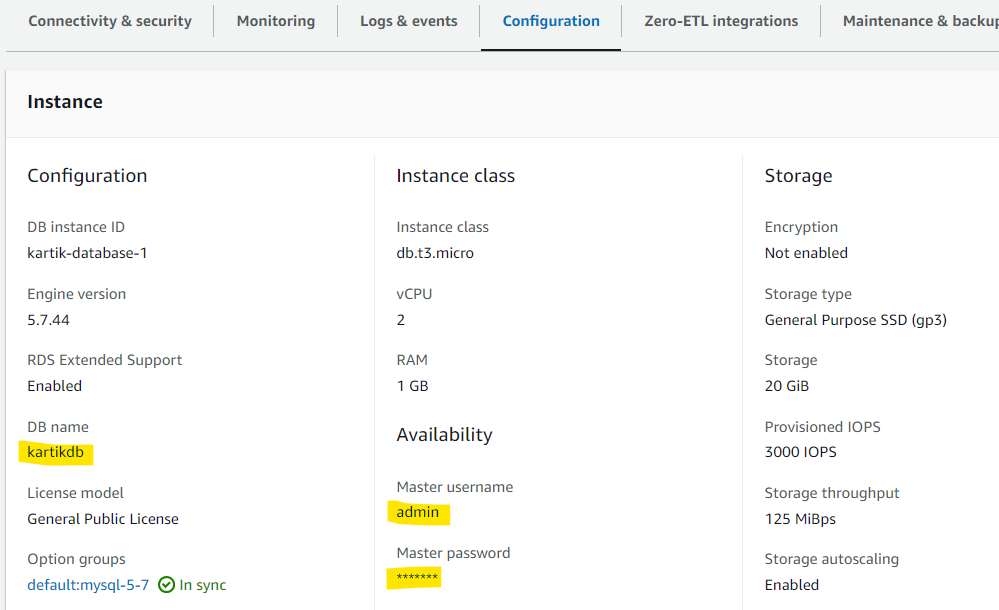 Connectivity & security
Monitoring
Logs & events
Configuration
Zero-ETL integrations
Maintenance & backup
Instance
Configuration
DB instance ID
kartik-database-1
Engine version
5.7.44
RDS Extended Support
Enabled
DB name
kartikdb
License model
General Public License
Option groups
default:mysql-5-7 In sync
Instance class
Instance class
db.t3.micro
vCPU
2
RAM
1 GB
Availability
Master username
admin
Master password
*******
Storage
Encryption
Not enabled
Storage type
General Purpose SSD (gp3)
Storage
20 GiB
Provisioned IOPS
3000 IOPS
Storage throughput
125 MiBps
Storage autoscaling
Enabled